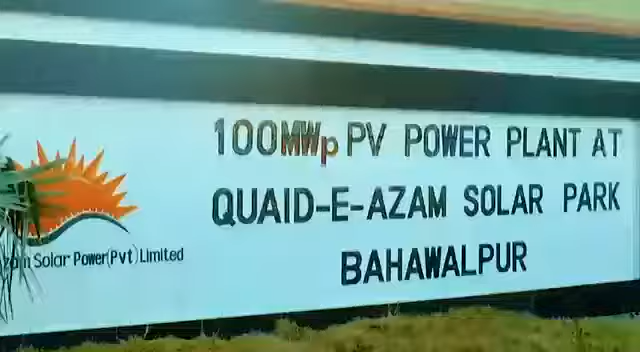 100MWp PV POWER PLANT AT
QUAID-E-AZAM SOLAR PARK
BAHAWALPUR
Solar Power(Pvt) Limited